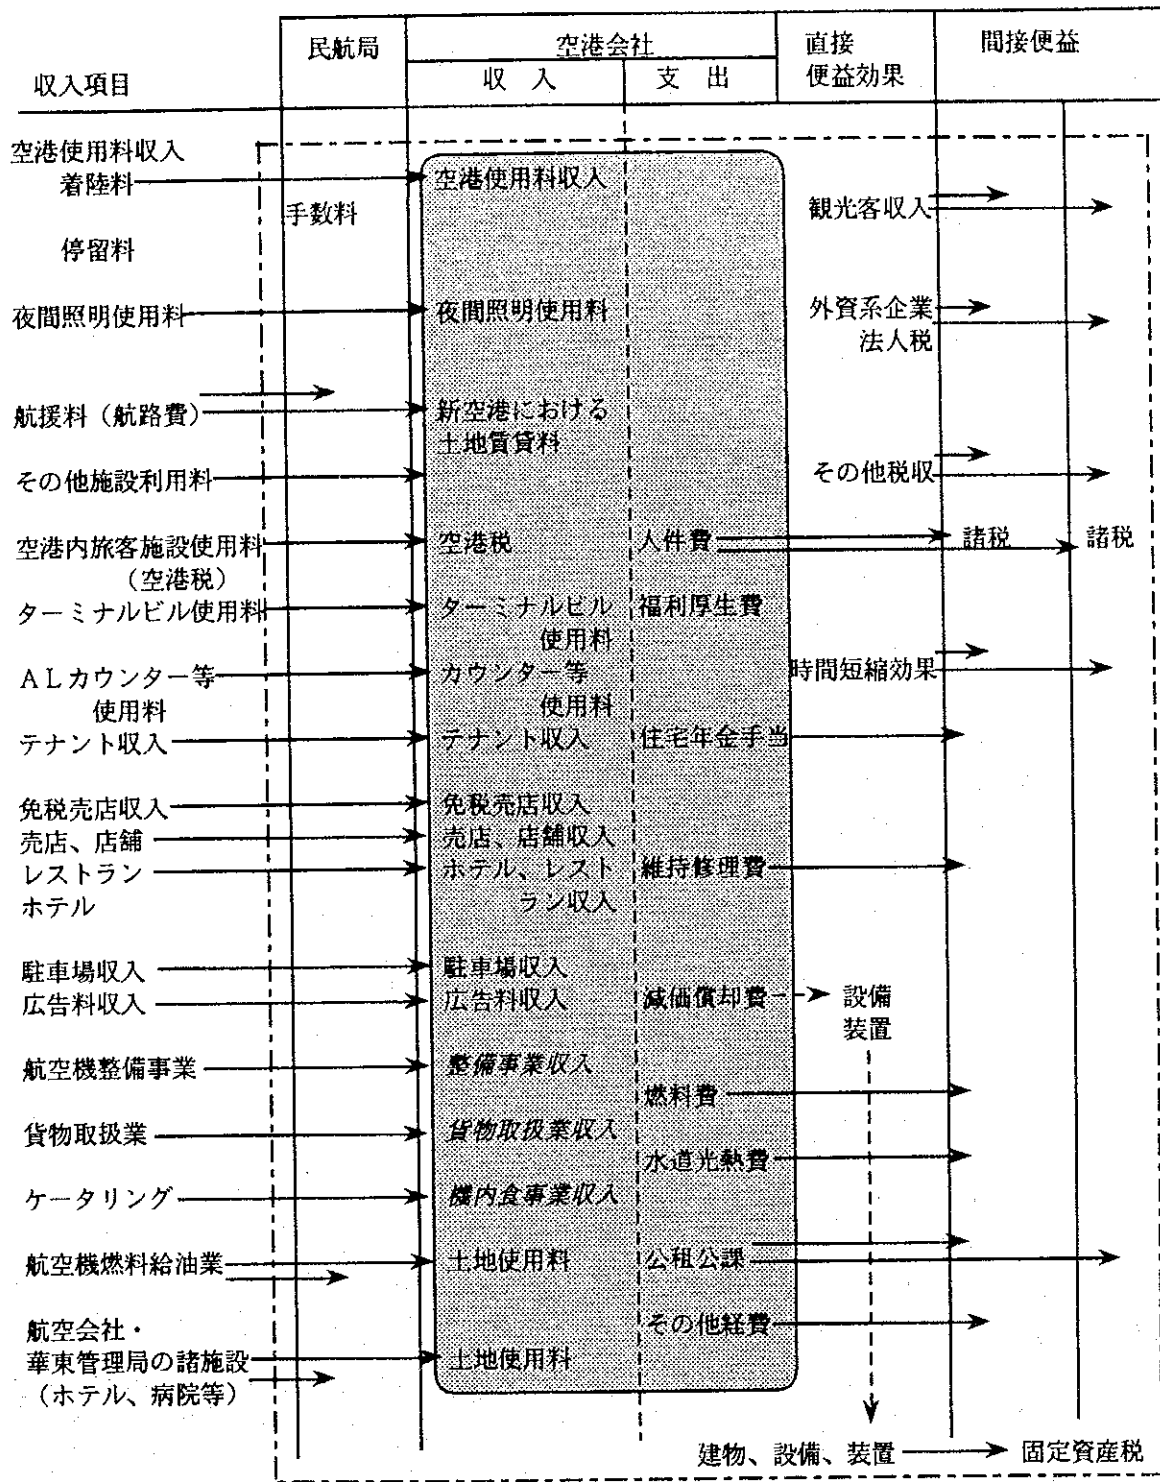 収入項目
民航局
空港会社
収 入
支 出
直接
便益効果
間接便益
空港使用料収入
着陸料
空港使用料収入
手数料
観光客収入
停留料
夜間照明使用料
夜間照明使用料
外資系企業
法人税
航援料（航路費）
新空港における
土地賃貸料
その他施設利用料
その他税収
空港内旅客施設使用料
（空港税）
空港税
人件費
諸税
諸税
ターミナルビル使用料
ターミナルビル
使用料
福利厚生費
ＡＬカウンター等
使用料
カウンター等
使用料
時間短縮効果
テナント収入
テナント収入
住宅年金手当
免税売店収入
免税売店収入
売店、店舗
売店、店舗収入
レストラン
ホテル
ホテル、レスト
ラン収入
維持修理費
駐車場収入
駐車場収入
広告料収入
広告料収入
減価償却費
設備
装置
航空機整備事業
整備事業収入
燃料費
貨物取扱業
貨物取扱業収入
水道光熱費
ケータリング
機内食事業収入
航空機燃料給油業
土地使用料
公租公課
その他経費
航空会社・
華東管理局の諸施設
（ホテル、病院等）
土地使用料
建物、設備、装置
固定資産税